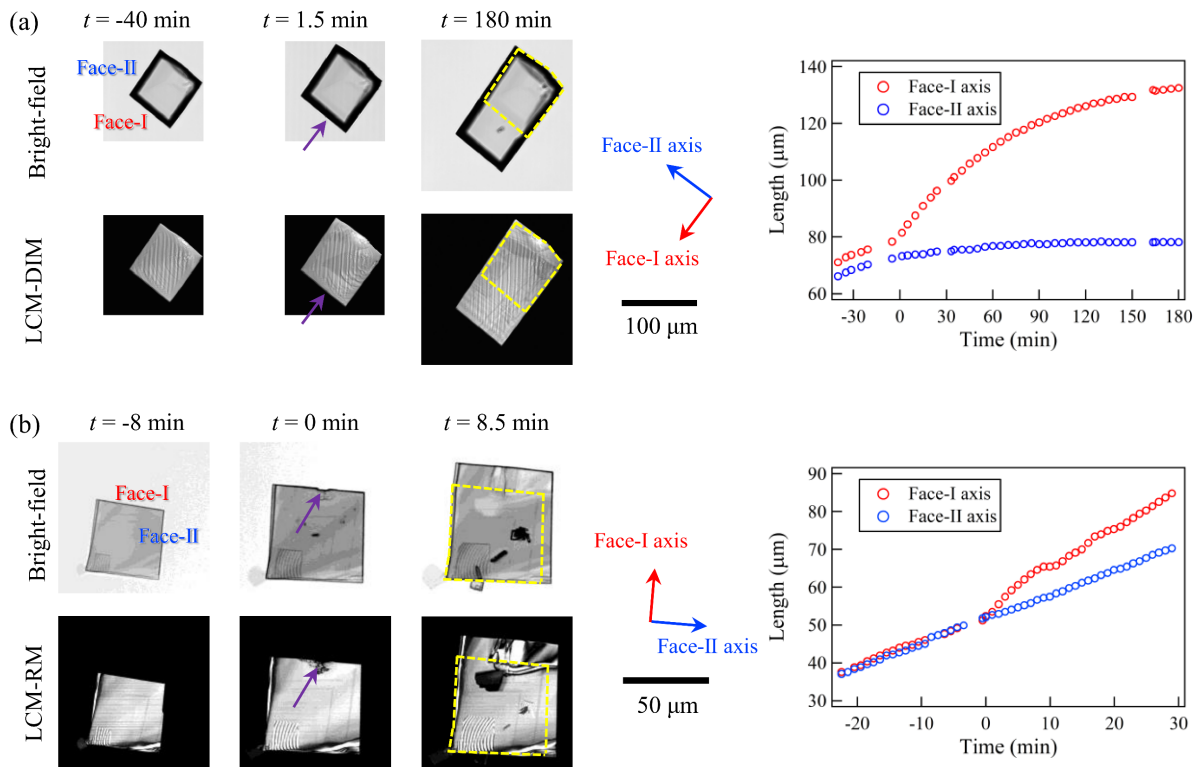 (a)
t = -40 min
t = 1.5 min
t = 180 min
Bright-field
Face-II
Face-I
LCM-DIM
Face-II axis
Face-I axis
100 μm
Length (μm)
140
120
100
80
60
Face-I axis
Face-II axis
-30
0
30
60
90
120
150
180
Time (min)
(b)
t = -8 min
t = 0 min
t = 8.5 min
Bright-field
Face-I
Face-II
LCM-RM
Face-I axis
Face-II axis
50 μm
Length (μm)
90
80
70
60
50
40
30
Face-I axis
Face-II axis
-20
-10
0
10
20
30
Time (min)